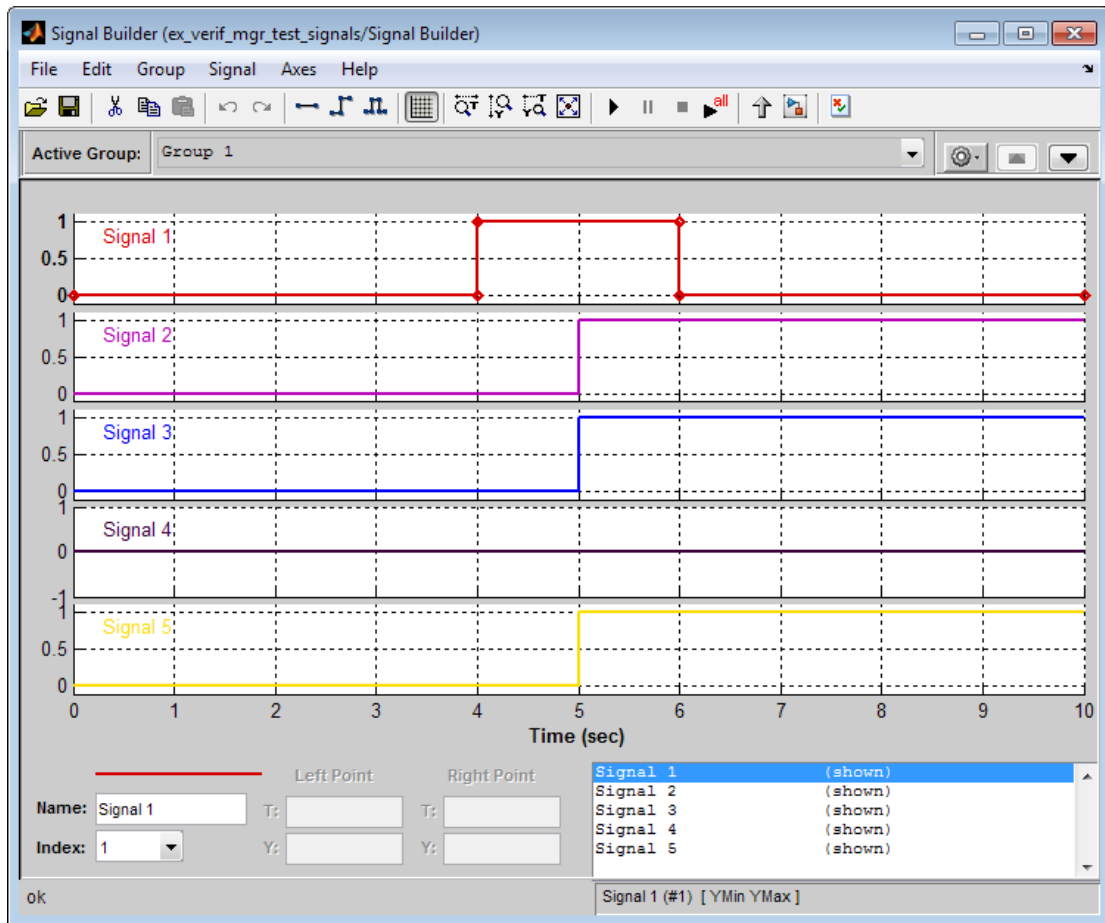 Signal Builder (ex_verif_mgr_test_signals/Signal Builder)
File Edit Group Signal Axes Help
all
Active Group: Group 1
1
0.5
0
Signal 1
1
0.5
0
Signal 2
1
0.5
0
Signal 3
1
0
-1
Signal 4
1
0.5
0
Signal 5
0 1 2 3 4 5 6 7 8 9 10
Time (sec)
Left Point Right Point
Name: Signal 1 T: T:
Index: 1 Y: Y:
Signal 1 (shown)
Signal 2 (shown)
Signal 3 (shown)
Signal 4 (shown)
Signal 5 (shown)
ok
Signal 1 (#1) [ YMin YMax ]